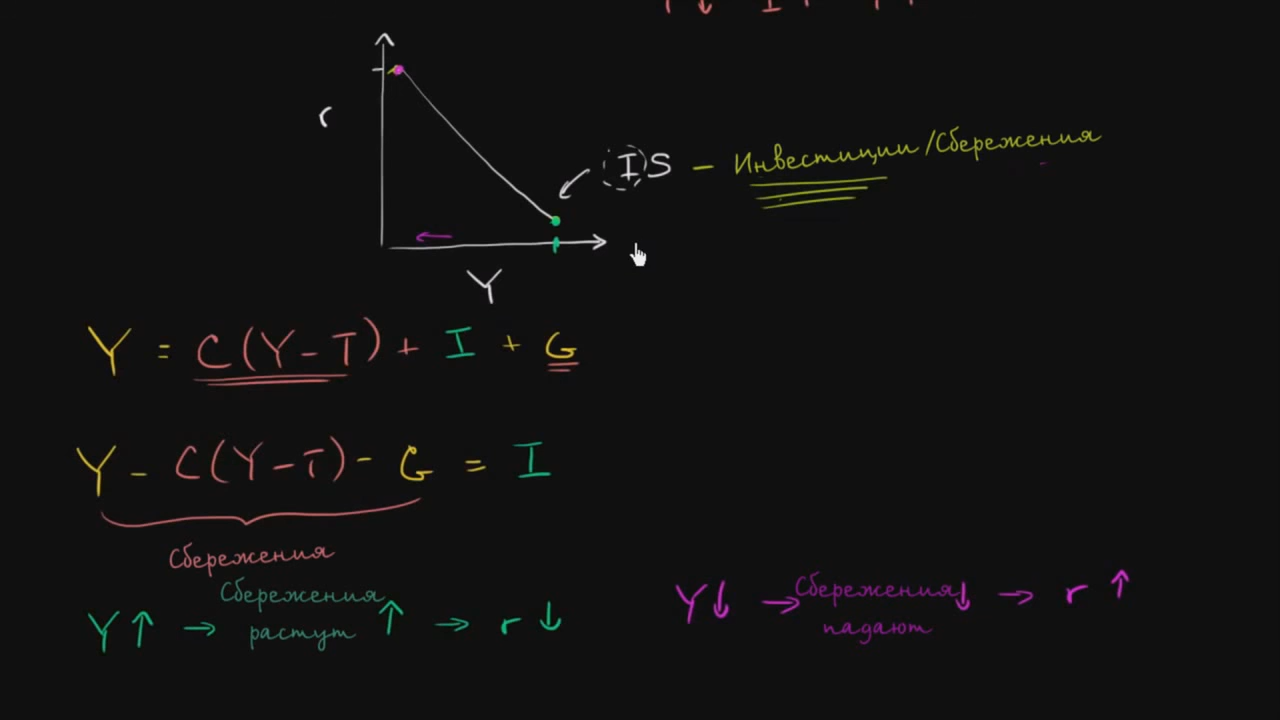 r
IS – Инвестиции/Сбережения
Y
Y = C(Y-T) + I + G
Y - C(Y-T) - G = I
Сбережения
Y↑ → Сбережения растут ↑ → r ↓
Y↓ → Сбережения падают ↓ → r ↑